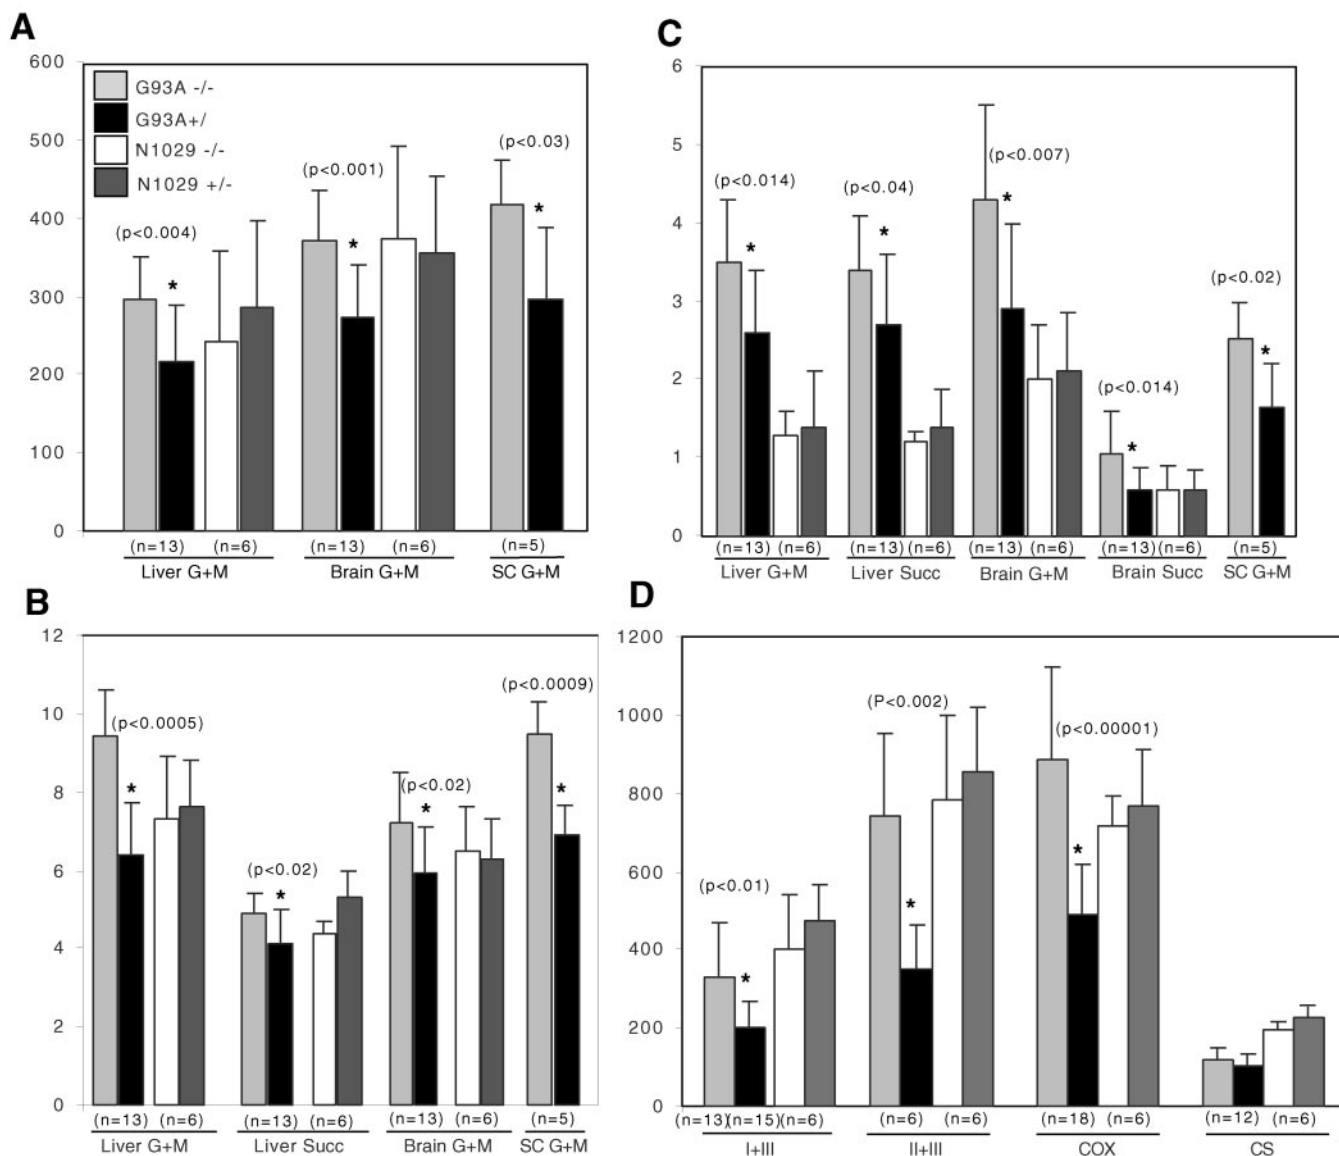 A
600
500
400
300
200
100
0
G93A -/-
G93A+/
N1029 -/-
N1029 +/-
(p<0.004)
*
(p<0.001)
*
(p<0.03)
*
(n=13) (n=6) (n=13) (n=6) (n=5)
Liver G+M Brain G+M SC G+M
C
6
5
4
3
2
1
0
(p<0.014)
*
(p<0.04)
*
(p<0.007)
*
(p<0.014)
*
(p<0.02)
*
(n=13) (n=6) (n=13) (n=6) (n=13) (n=6) (n=13) (n=6) (n=5)
Liver G+M Liver Succ Brain G+M Brain Succ SC G+M
B
12
10
8
6
4
2
0
(p<0.0005)
*
(p<0.02)
*
(p<0.02)
*
(p<0.0009)
*
(n=13) (n=6) (n=13) (n=6) (n=13) (n=6) (n=5)
Liver G+M Liver Succ Brain G+M SC G+M
D
1200
1000
800
600
400
200
0
(p<0.01)
*
(P<0.002)
*
(p<0.00001)
*
(n=13)(n=15)(n=6) (n=6) (n=6) (n=18) (n=6) (n=12) (n=6)
I+III II+III COX CS